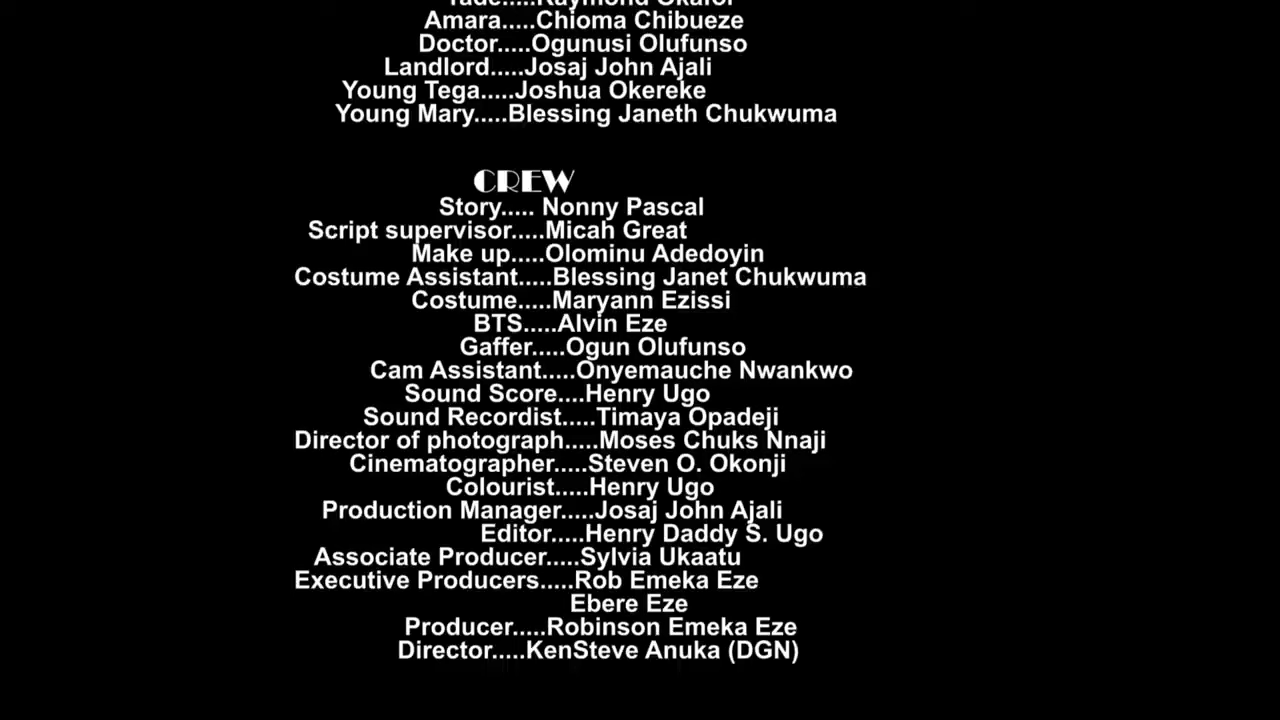 Tade.....Raymond Okafor
Amara.....Chioma Chibueze
Doctor.....Ogunusi Olufunso
Landlord.....Josaj John Ajali
Young Tega.....Joshua Okereke
Young Mary.....Blessing Janeth Chukwuma
CREW
Story..... Nonny Pascal
Script supervisor.....Micah Great
Make up.....Olominu Adedoyin
Costume Assistant.....Blessing Janet Chukwuma
Costume.....Maryann Ezissi
BTS.....Alvin Eze
Gaffer.....Ogun Olufunso
Cam Assistant.....Onyemauche Nwankwo
Sound Score....Henry Ugo
Sound Recordist.....Timaya Opadeji
Director of photograph.....Moses Chuks Nnaji
Cinematographer.....Steven O. Okonji
Colourist.....Henry Ugo
Production Manager.....Josaj John Ajali
Editor.....Henry Daddy S. Ugo
Associate Producer.....Sylvia Ukaatu
Executive Producers.....Rob Emeka Eze
Ebere Eze
Producer.....Robinson Emeka Eze
Director.....KenSteve Anuka (DGN)